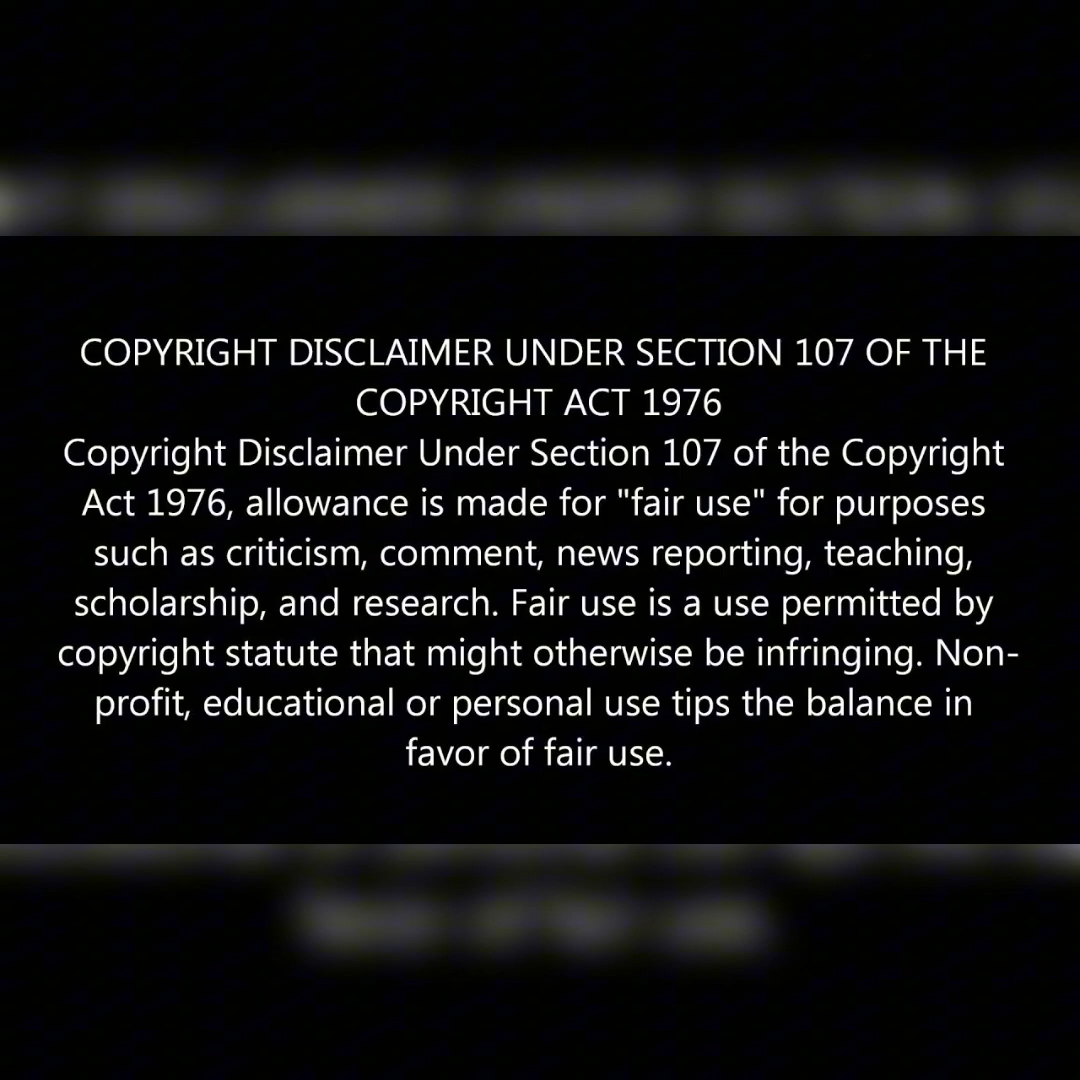 COPYRIGHT DISCLAIMER UNDER SECTION 107 OF THE
COPYRIGHT ACT 1976
Copyright Disclaimer Under Section 107 of the Copyright
Act 1976, allowance is made for "fair use" for purposes
such as criticism, comment, news reporting, teaching,
scholarship, and research. Fair use is a use permitted by
copyright statute that might otherwise be infringing. Non-
profit, educational or personal use tips the balance in
favor of fair use.